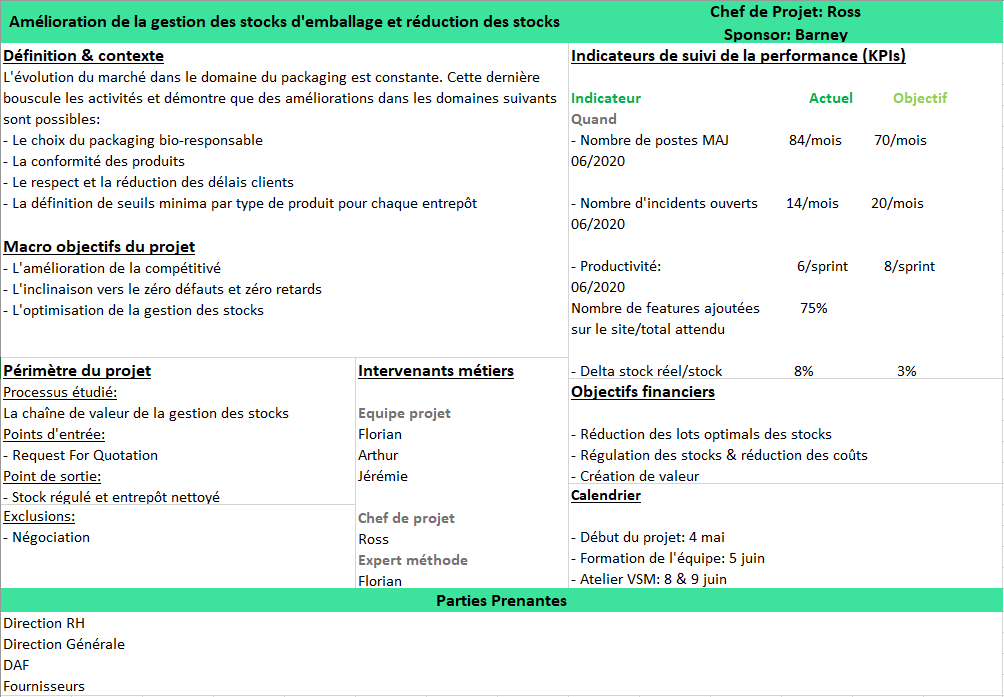 Amélioration de la gestion des stocks d'emballage et réduction des stocks
Chef de Projet: Ross
Sponsor: Barney
Définition & contexte
L'évolution du marché dans le domaine du packaging est constante. Cette dernière
bouscule les activités et démontre que des améliorations dans les domaines suivants
sont possibles:
- Le choix du packaging bio-responsable
- La conformité des produits
- Le respect et la réduction des délais clients
- La définition de seuils minima par type de produit pour chaque entrepôt
Macro objectifs du projet
- L'amélioration de la compétitivé
- L'inclinaison vers le zéro défauts et zéro retards
- L'optimisation de la gestion des stocks
Indicateurs de suivi de la performance (KPIs)
Indicateur Actuel Objectif
Quand
- Nombre de postes MAJ 84/mois 70/mois
06/2020
- Nombre d'incidents ouverts 14/mois 20/mois
06/2020
- Productivité: 6/sprint 8/sprint
06/2020
Nombre de features ajoutées 75%
sur le site/total attendu
- Delta stock réel/stock 8% 3%
Périmètre du projet
Processus étudié:
La chaîne de valeur de la gestion des stocks
Points d'entrée:
- Request For Quotation
Point de sortie:
- Stock régulé et entrepôt nettoyé
Exclusions:
- Négociation
Intervenants métiers
Equipe projet
Florian
Arthur
Jérémie
Chef de projet
Ross
Expert méthode
Florian
Objectifs financiers
- Réduction des lots optimals des stocks
- Régulation des stocks & réduction des coûts
- Création de valeur
Calendrier
- Début du projet: 4 mai
- Formation de l'équipe: 5 juin
- Atelier VSM: 8 & 9 juin
Parties Prenantes
Direction RH
Direction Générale
DAF
Fournisseurs